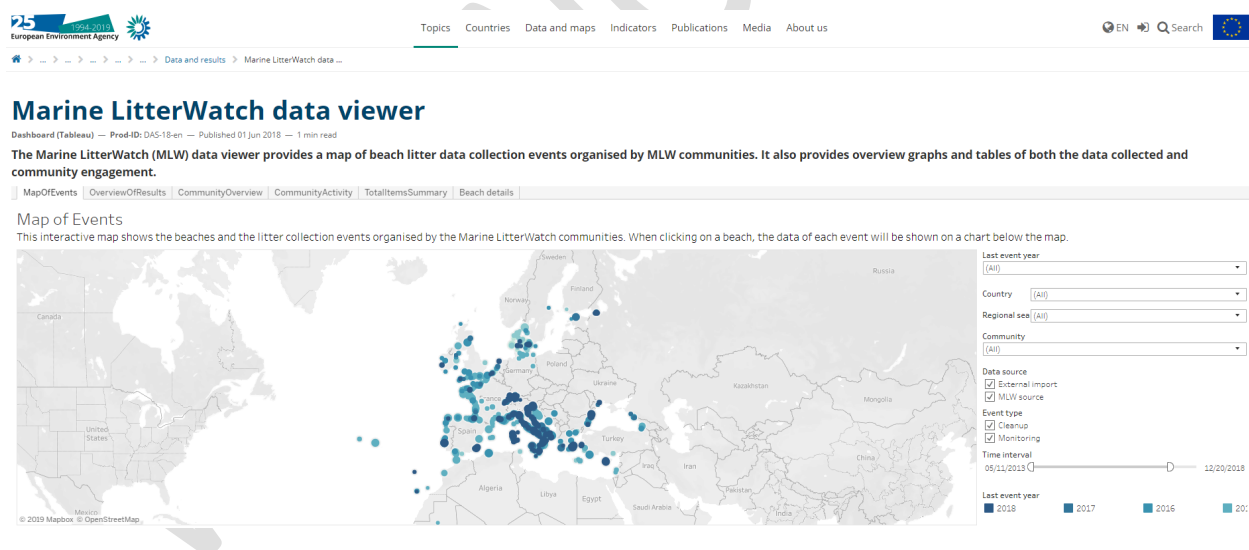 25 1994-2019
European Environment Agency
Topics Countries Data and maps Indicators Publications Media About us
EN Search
> ... > ... > ... > ... > ... > Data and results > Marine LitterWatch data ...
Marine LitterWatch data viewer
Dashboard (Tableau) — Prod-ID: DAS-18-en — Published 01 Jun 2018 — 1 min read
The Marine LitterWatch (MLW) data viewer provides a map of beach litter data collection events organised by MLW communities. It also provides overview graphs and tables of both the data collected and
community engagement.
MapOfEvents OverviewOfResults CommunityOverview CommunityActivity TotalItemsSummary Beach details
Map of Events
This interactive map shows the beaches and the litter collection events organised by the Marine LitterWatch communities. When clicking on a beach, the data of each event will be shown on a chart below the map.
Sweden
Russia
Finland
Norway
Canada
Poland
Germany
Ukraine
Kazakhstan
France
Mongolia
United
States
Spain
Turkey
China
Iraq
Iran
Algeria
Libya
Egypt
Pakistan
Saudi Arabia
Mexico
India
© 2019 Mapbox © OpenStreetMap
Last event year
(All)
Country (All)
Regional sea (All)
Community
(All)
Data source
External import
MLW source
Event type
Cleanup
Monitoring
Time interval
05/11/2013 12/20/2018
Last event year
2018 2017 2016 201